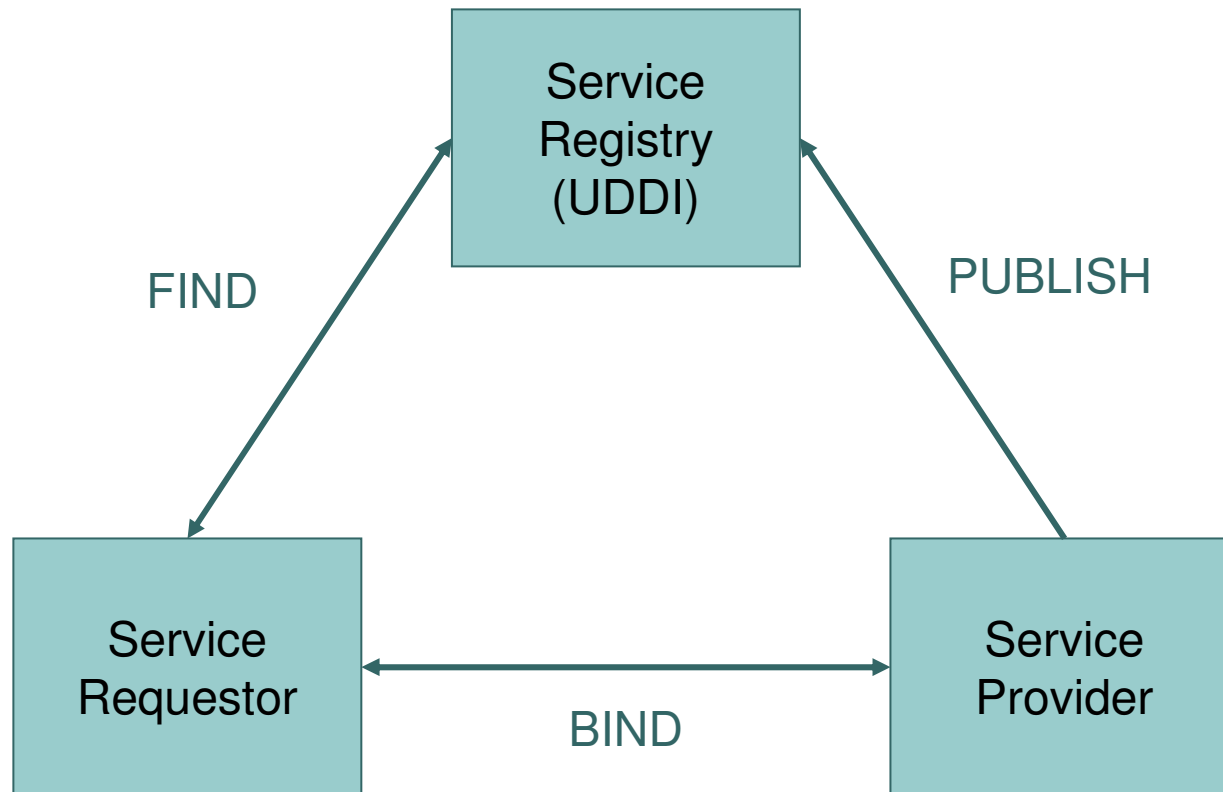 Service
Registry
(UDDI)
FIND
PUBLISH
Service
Requestor
BIND
Service
Provider